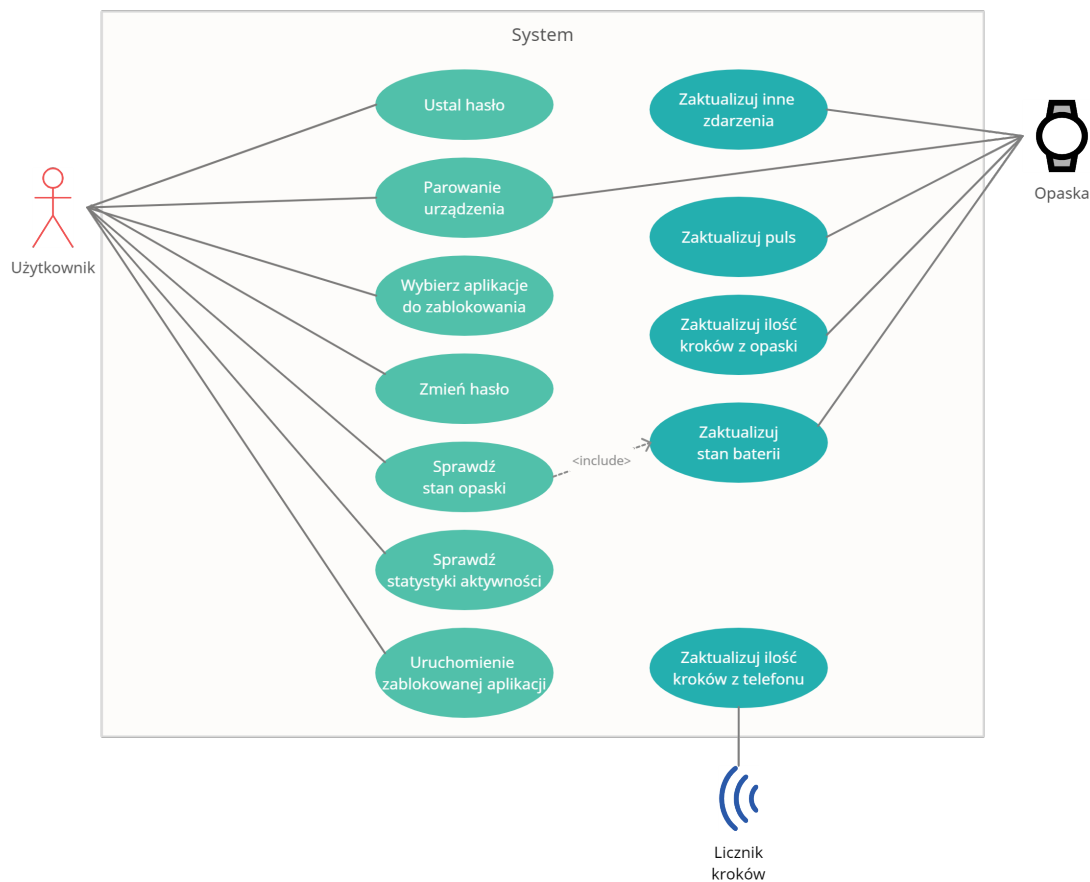 System
Ustal hasło
Zaktualizuj inne
zdarzenia
Parowanie
urządzenia
Opaska
Użytkownik
Zaktualizuj puls
Wybierz aplikacje
do zablokowania
Zaktualizuj ilość
kroków z opaski
Zmień hasło
Zaktualizuj
stan baterii
<include>
Sprawdź
stan opaski
Sprawdź
statystyki aktywności
Uruchomienie
zablokowanej aplikacji
Zaktualizuj ilość
kroków z telefonu
Licznik
kroków